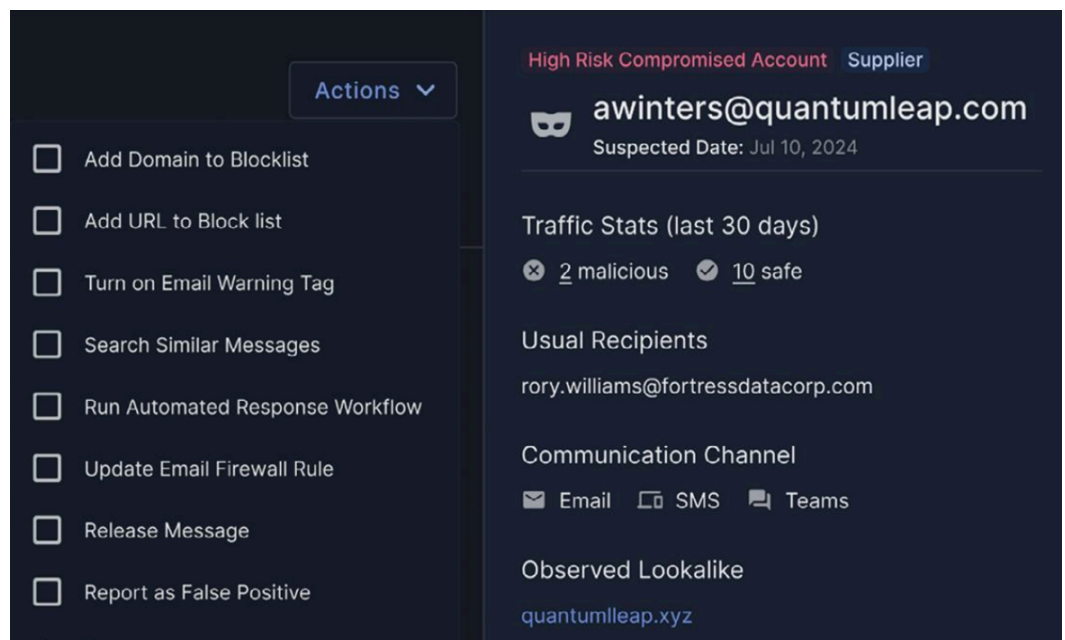 Actions
Add Domain to Blocklist
Add URL to Block list
Turn on Email Warning Tag
Search Similar Messages
Run Automated Response Workflow
Update Email Firewall Rule
Release Message
Report as False Positive
High Risk Compromised Account Supplier
awinters@quantumleap.com
Suspected Date: Jul 10, 2024
Traffic Stats (last 30 days)
2 malicious 10 safe
Usual Recipients
rory.williams@fortressdatacorp.com
Communication Channel
Email SMS Teams
Observed Lookalike
quantumlleap.xyz